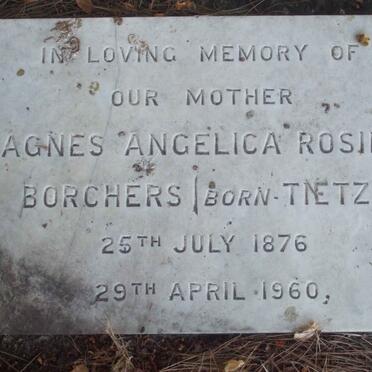 IN LOVING MEMORY OF
OUR MOTHER
AGNES ANGELICA
BORCHERS / BORN-TIETZ
25TH JULY 1876
29TH APRIL 1960,